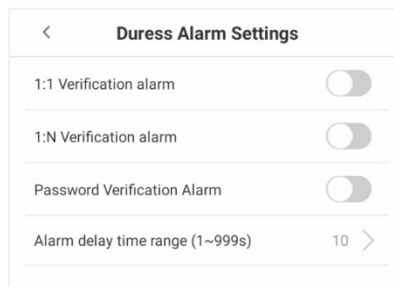 Duress Alarm Settings
1:1 Verification alarm
1:N Verification alarm
Password Verification Alarm
Alarm delay time range (1~999s) 10